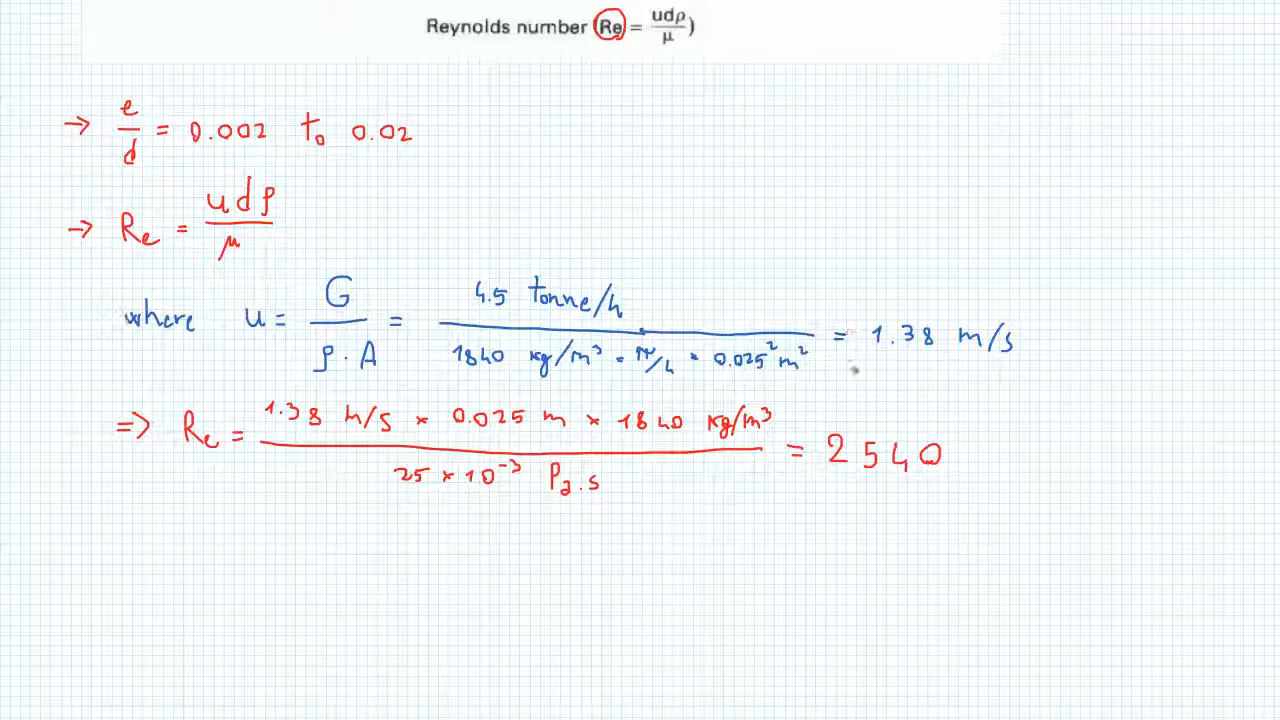 Reynolds number (Re = udρ/μ)
→ e/d = 0.002 to 0.02
→ Re = udρ/μ
where u = G/ρ·A = 4.5 tonne/h / 1840 kg/m³ * π/4 * 0.025² m² = 1.38 m/s
⇒ Re = 1.38 m/s × 0.025 m × 1840 kg/m³ / 25 × 10⁻³ Pa.s = 2540